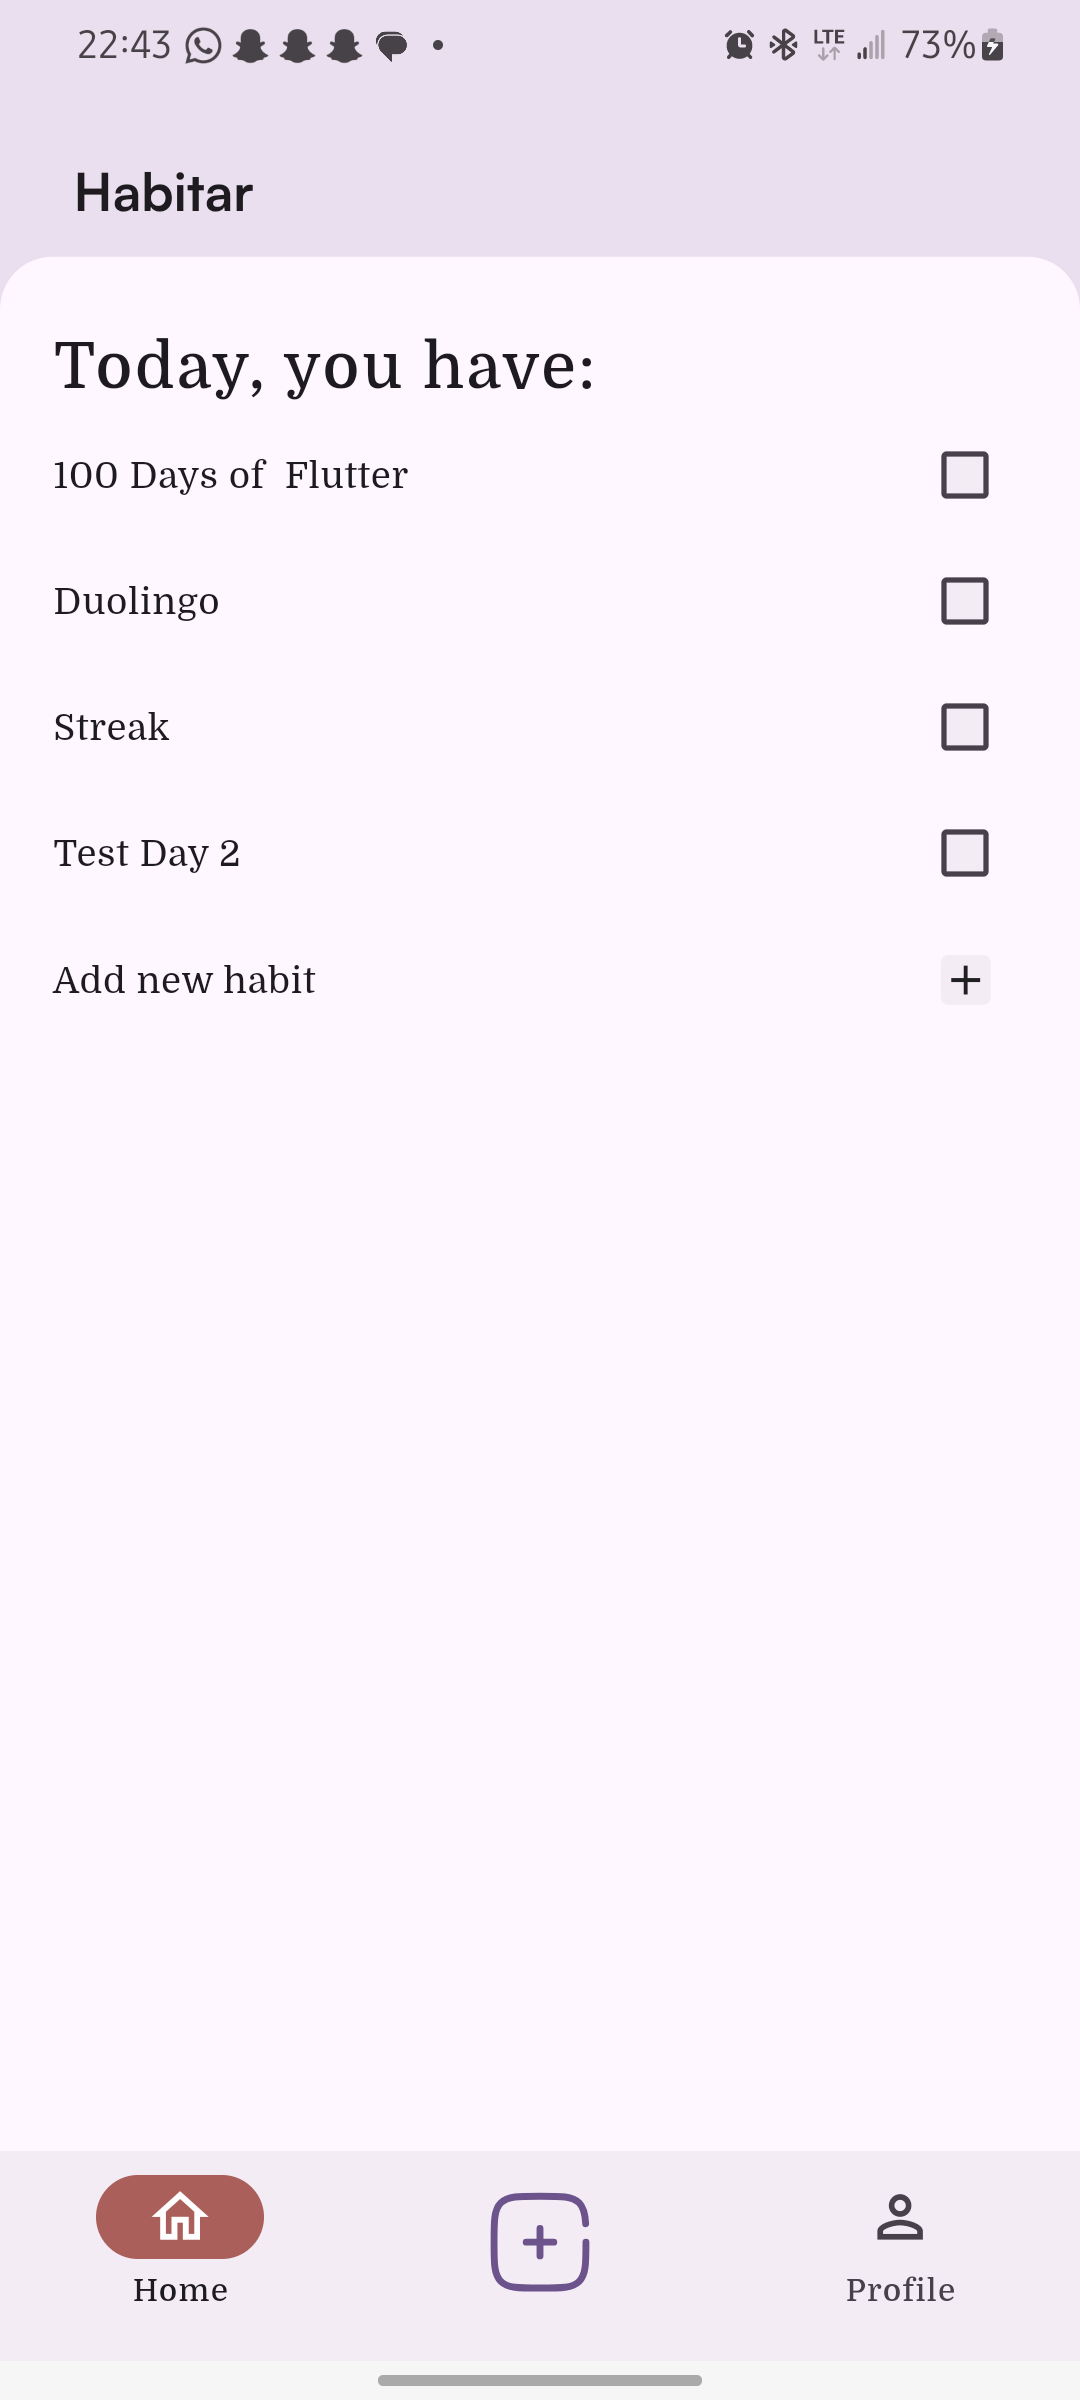 22:43 LTE 73%
Habitar
Today, you have:
100 Days of  Flutter
Duolingo
Streak
Test Day 2
Add new habit
Home
Profile